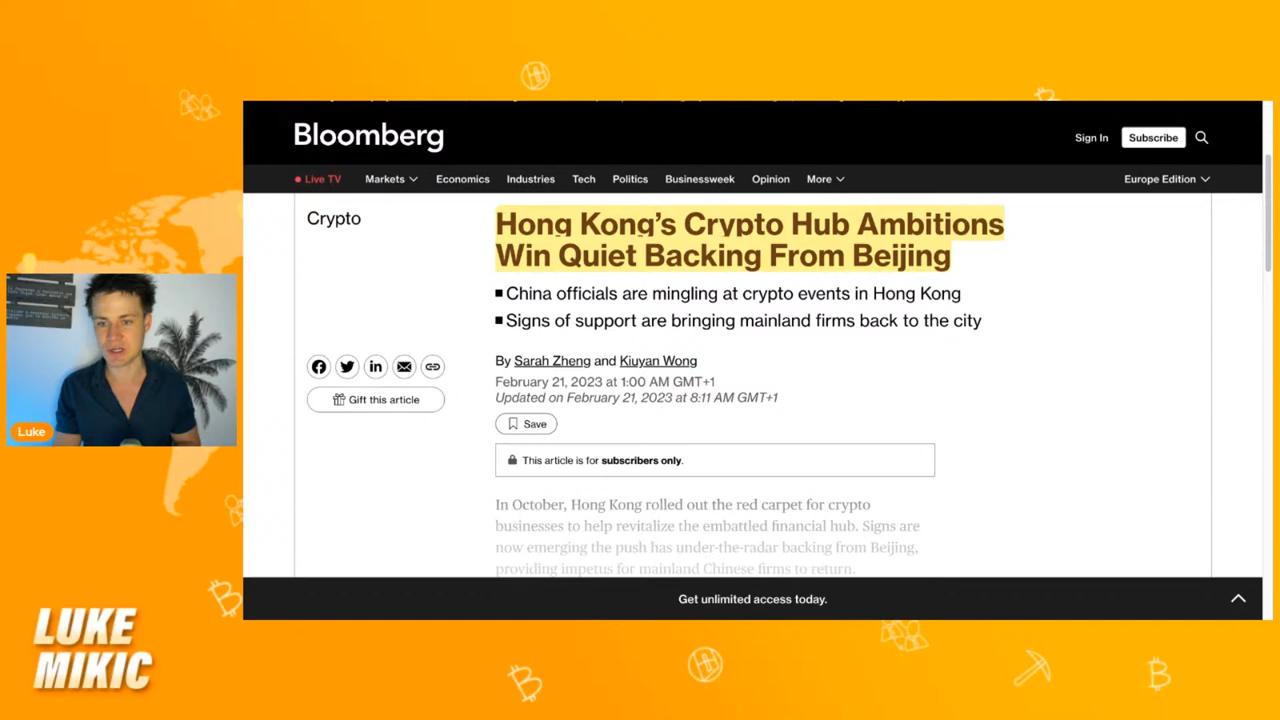 Bloomberg
Sign In
Subscribe
Live TV
Markets
Economics
Industries
Tech
Politics
Businessweek
Opinion
More
Europe Edition
Crypto
Hong Kong's Crypto Hub Ambitions
Win Quiet Backing From Beijing
China officials are mingling at crypto events in Hong Kong
Signs of support are bringing mainland firms back to the city
By Sarah Zheng and Kiuyan Wong
February 21, 2023 at 1:00 AM GMT+1
Updated on February 21, 2023 at 8:11 AM GMT+1
Gift this article
Save
This article is for subscribers only.
In October, Hong Kong rolled out the red carpet for crypto
businesses to help revitalize the embattled financial hub. Signs are
now emerging the push has under-the-radar backing from Beijing,
providing impetus for mainland Chinese firms to return.
Get unlimited access today.
Luke
LUKE
MIKIC